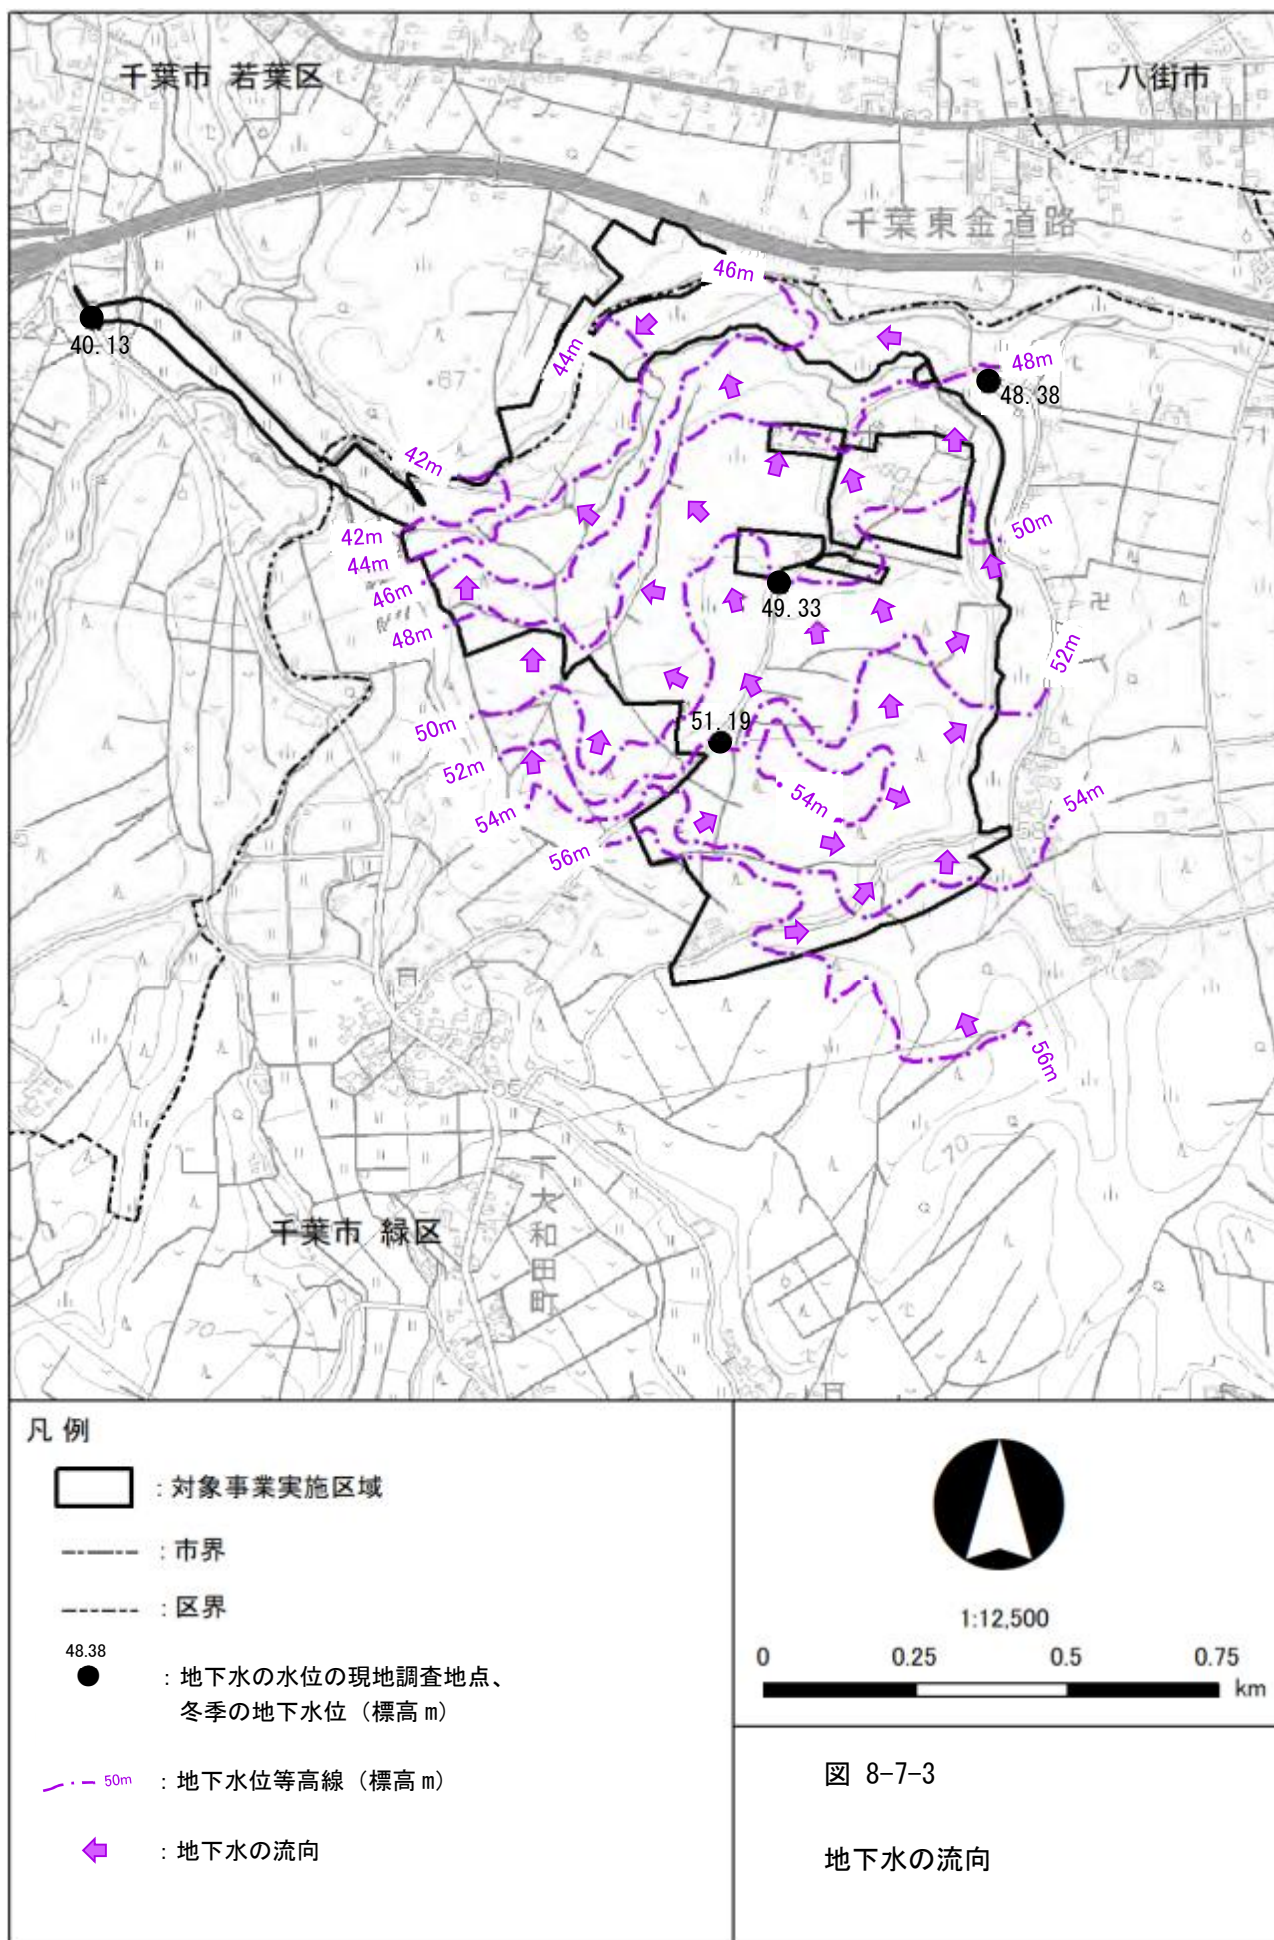 千葉市 若葉区
八街市
千葉東金道路
46m
44m
40.13
67
48m
48.38
71
42m
60
42m
50m
44m
46m
49.33
48m
52m
51.19
50m
52m
54m
54m
54m
56m
56m
70
千葉市 緑区
大和田町
70
凡 例
：対象事業実施区域
：市界
：区界
48.38
：地下水の水位の現地調査地点、
冬季の地下水位（標高 m）
50m ：地下水位等高線（標高 m）
：地下水の流向
1:12,500
0 0.25 0.5 0.75
km
図 8-7-3
地下水の流向